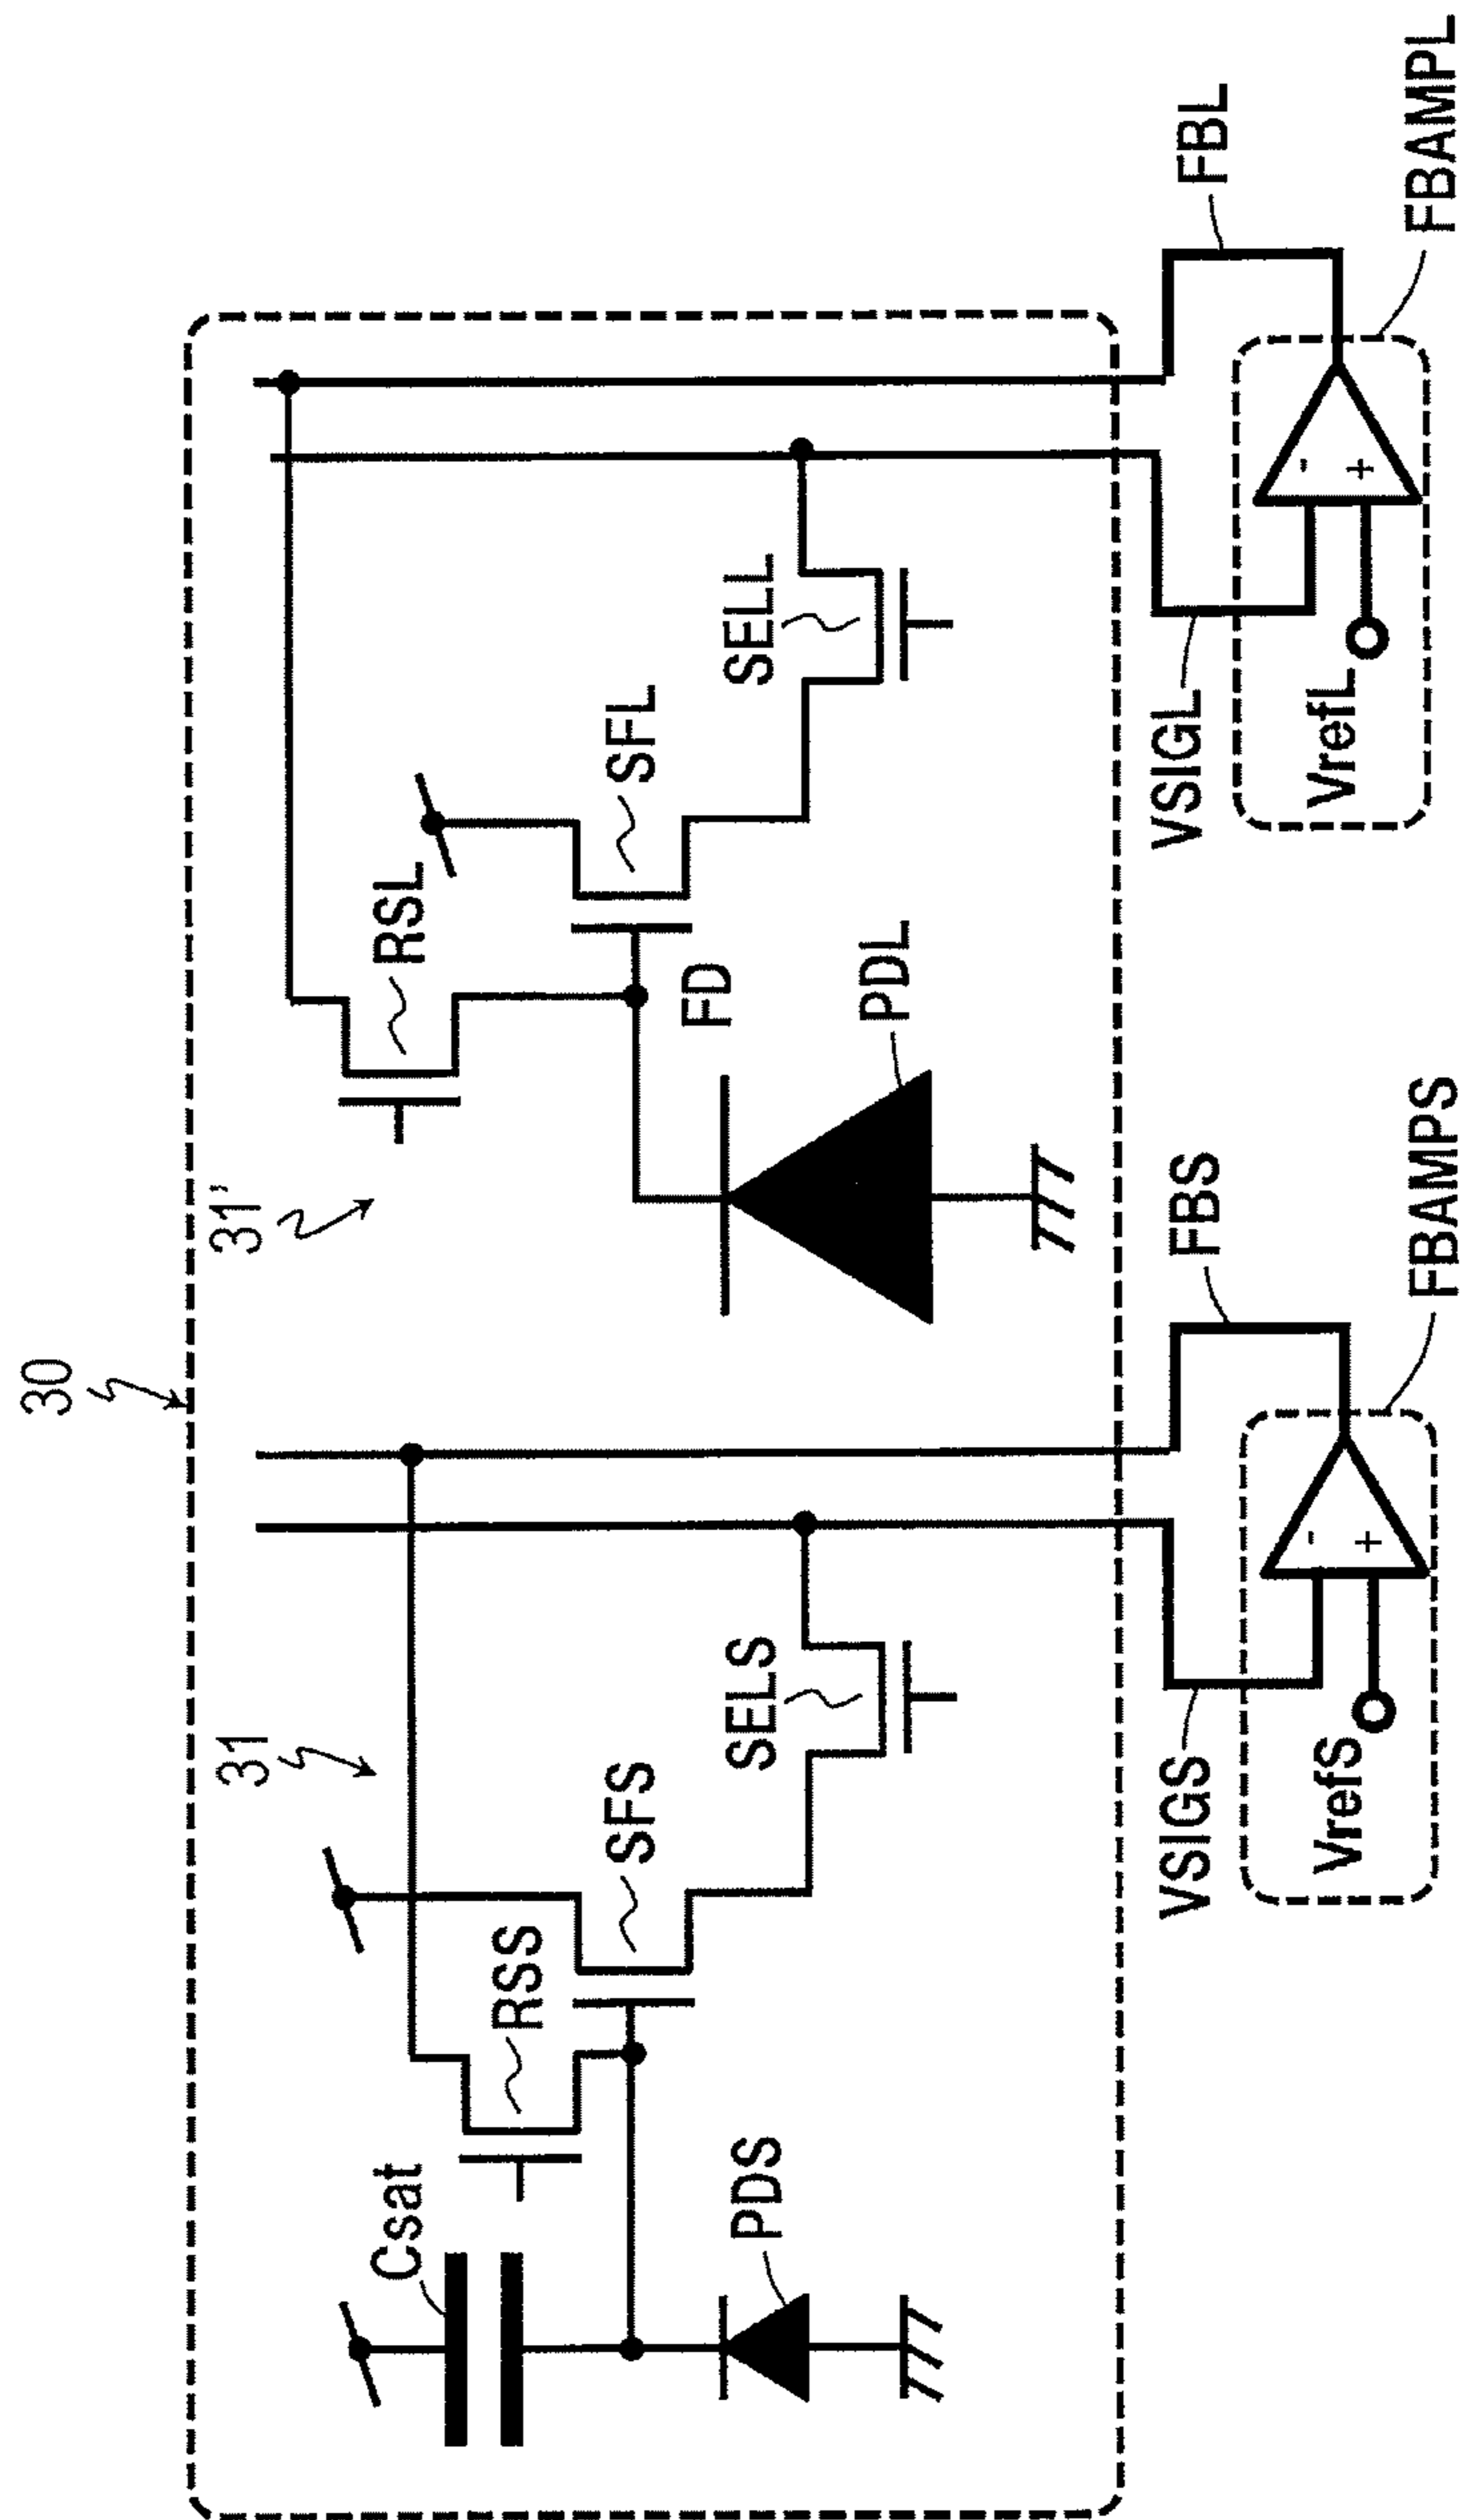 30
31
31'
Csat
RSS
SFS
SELS
PDS
RSL
SFL
SELL
FD
PDL
VSIGS
FBS
VSIGL
FBL
VrefS
-
+
FBAMPS
VrefL
-
+
FBAMPL